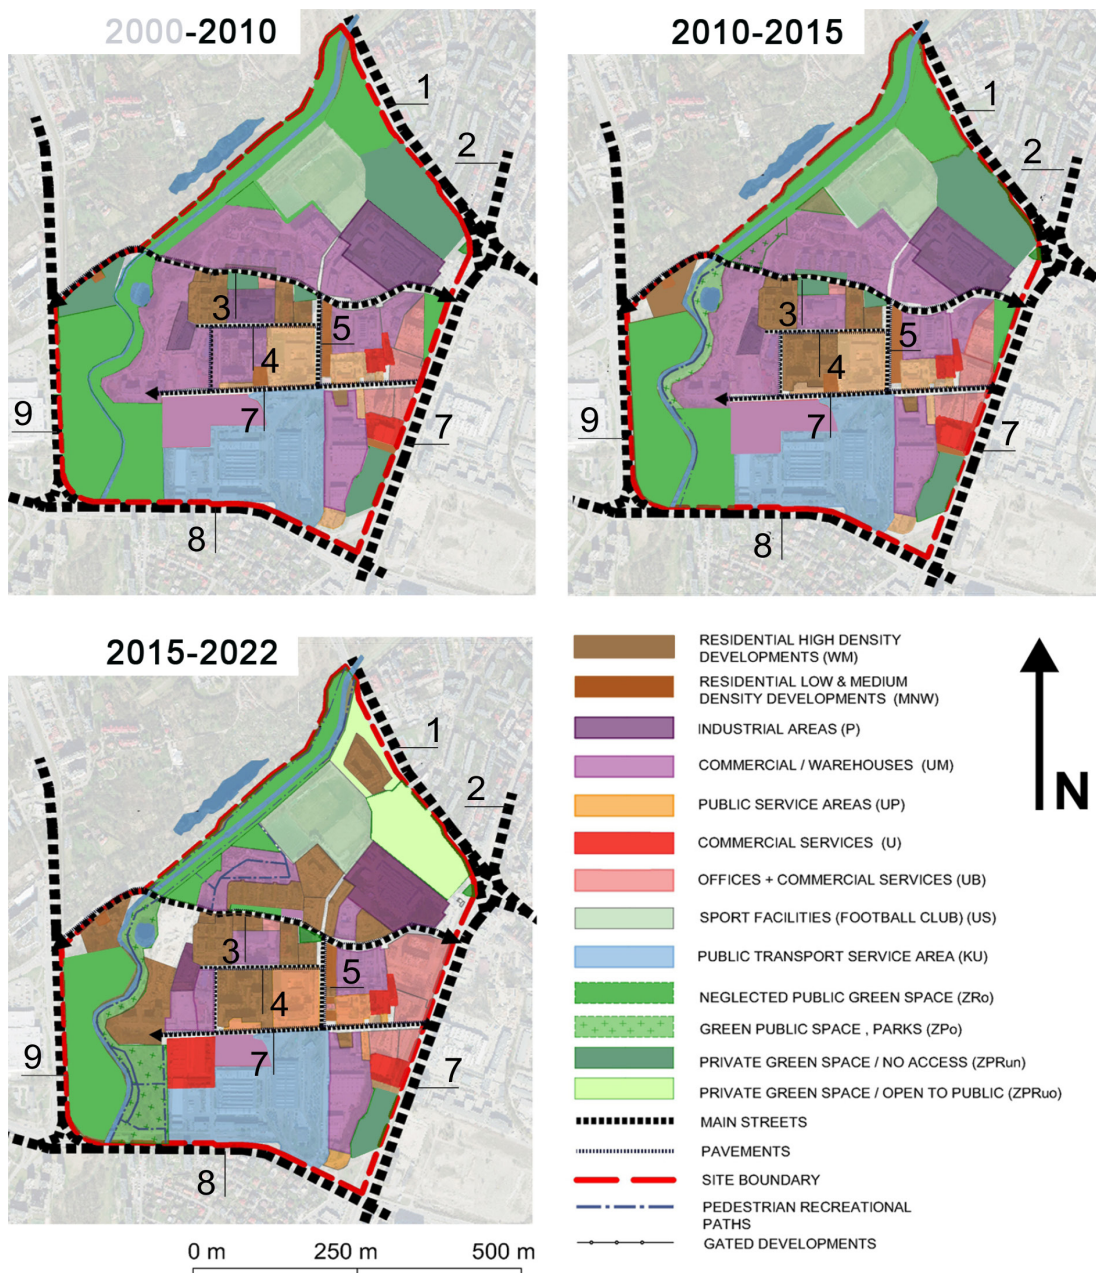 2000-2010
1
2
3
5
4
9
7
7
8
2010-2015
1
2
3
5
4
9
7
7
8
2015-2022
1
2
3
5
4
9
7
7
8
0 m 250 m 500 m
RESIDENTIAL HIGH DENSITY
DEVELOPMENTS (WM)
RESIDENTIAL LOW & MEDIUM
DENSITY DEVELOPMENTS (MNW)
INDUSTRIAL AREAS (P)
COMMERCIAL / WAREHOUSES (UM)
PUBLIC SERVICE AREAS (UP)
COMMERCIAL SERVICES (U)
OFFICES + COMMERCIAL SERVICES (UB)
SPORT FACILITIES (FOOTBALL CLUB) (US)
PUBLIC TRANSPORT SERVICE AREA (KU)
NEGLECTED PUBLIC GREEN SPACE (ZRo)
GREEN PUBLIC SPACE , PARKS (ZPo)
PRIVATE GREEN SPACE / NO ACCESS (ZPRun)
PRIVATE GREEN SPACE / OPEN TO PUBLIC (ZPRuo)
MAIN STREETS
PAVEMENTS
SITE BOUNDARY
PEDESTRIAN RECREATIONAL
PATHS
GATED DEVELOPMENTS
N